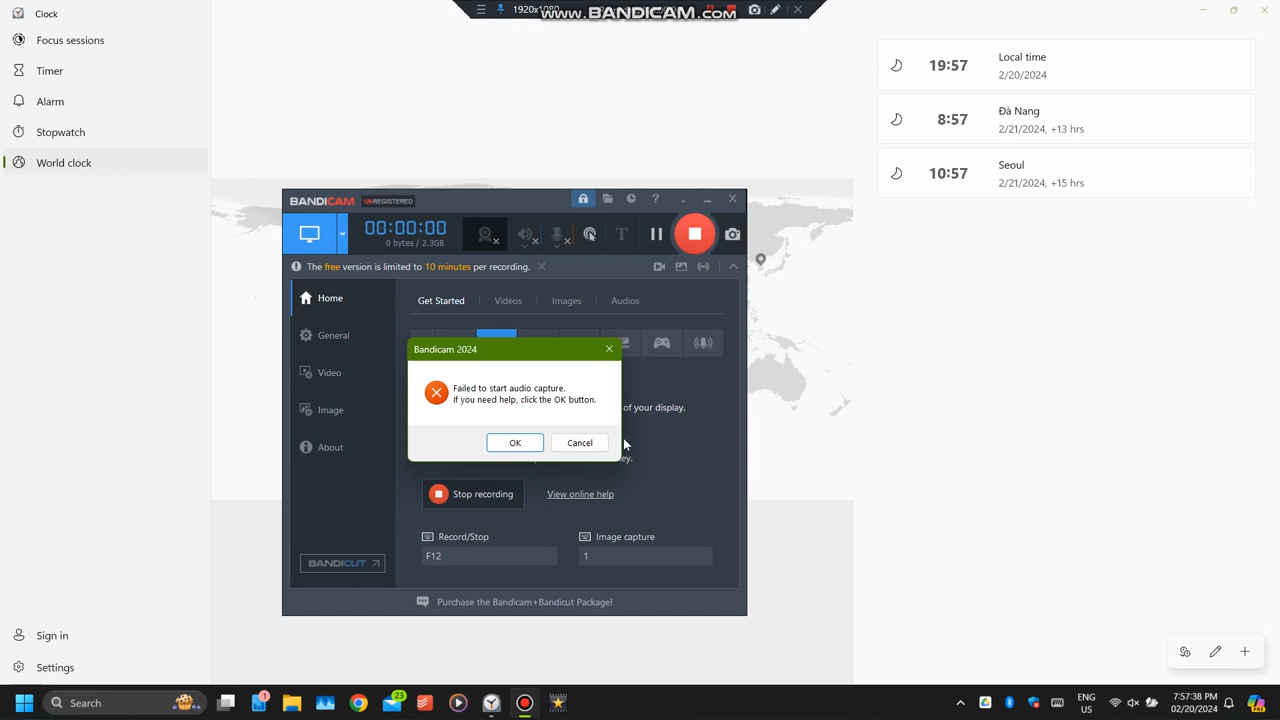 Clock
1920x1080
www.BANDICAM.com
Focus sessions
Timer
Alarm
Stopwatch
World clock
19:57
Local time
2/20/2024
8:57
Đà Nang
2/21/2024, +13 hrs
10:57
Seoul
2/21/2024, +15 hrs
BANDICAM UNREGISTERED
00:00:00
0 bytes / 2.3GB
The free version is limited to 10 minutes per recording.
Home
General
Video
Image
About
Get Started
Videos
Images
Audios
Bandicam 2024
Failed to start audio capture.
If you need help, click the OK button.
OK
Cancel
of your display.
ey.
Stop recording
View online help
Record/Stop
F12
Image capture
1
BANDICUT
Purchase the Bandicam+Bandicut Package!
Sign in
Settings
Search
1
23
ENG
US
7:57:38 PM
02/20/2024
PRE